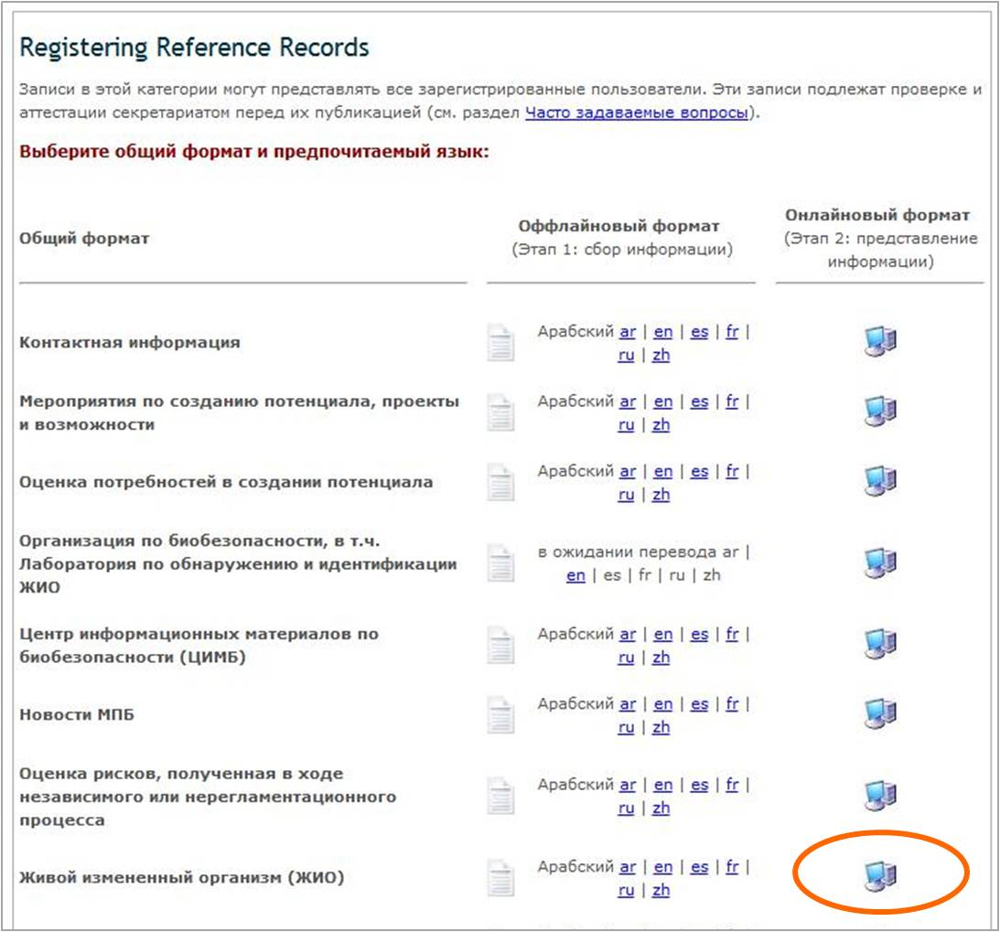 Registering Reference Records
Записи в этой категории могут представлять все зарегистрированные пользователи. Эти записи подлежат проверке и
аттестации секретариатом перед их публикацией (см. раздел Часто задаваемые вопросы).
Выберите общий формат и предпочитаемый язык:
Общий формат
Оффлайновый формат
(Этап 1: сбор информации)
Онлайновый формат
(Этап 2: представление
информации)
Контактная информация
Арабский ar | en | es | fr |
ru | zh
Мероприятия по созданию потенциала, проекты
и возможности
Арабский ar | en | es | fr |
ru | zh
Оценка потребностей в создании потенциала
Арабский ar | en | es | fr |
ru | zh
Организация по биобезопасности, в т.ч.
Лаборатория по обнаружению и идентификации
ЖИО
в ожидании перевода ar |
en | es | fr | ru | zh
Центр информационных материалов по
биобезопасности (ЦИМБ)
Арабский ar | en | es | fr |
ru | zh
Новости МПБ
Арабский ar | en | es | fr |
ru | zh
Оценка рисков, полученная в ходе
независимого или нерегламентационного
процесса
Арабский ar | en | es | fr |
ru | zh
Живой измененный организм (ЖИО)
Арабский ar | en | es | fr |
ru | zh